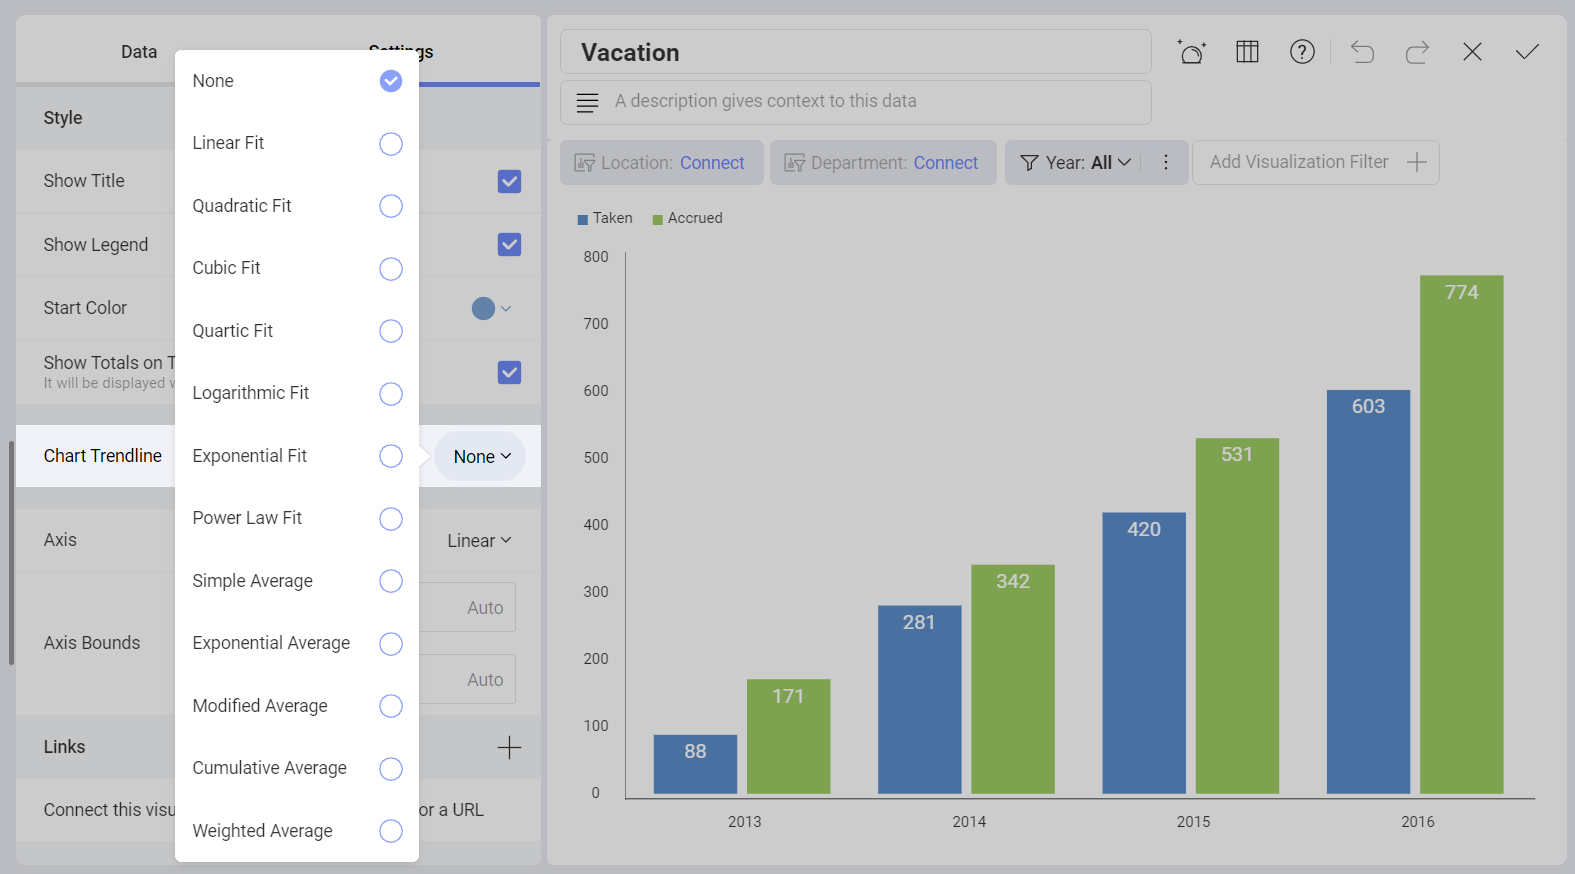 Data
Settings
Style
Show Title
Show Legend
Start Color
Show Totals on T
It will be displayed
Chart Trendline
None
Axis
Linear
Axis Bounds
Auto
Auto
Links
Connect this visu
or a URL
None
Linear Fit
Quadratic Fit
Cubic Fit
Quartic Fit
Logarithmic Fit
Exponential Fit
Power Law Fit
Simple Average
Exponential Average
Modified Average
Cumulative Average
Weighted Average
Vacation
A description gives context to this data
Location: Connect
Department: Connect
Year: All
Add Visualization Filter
Taken Accrued
800
700
600
500
400
300
200
100
0
88
171
281
342
420
531
603
774
2013 2014 2015 2016